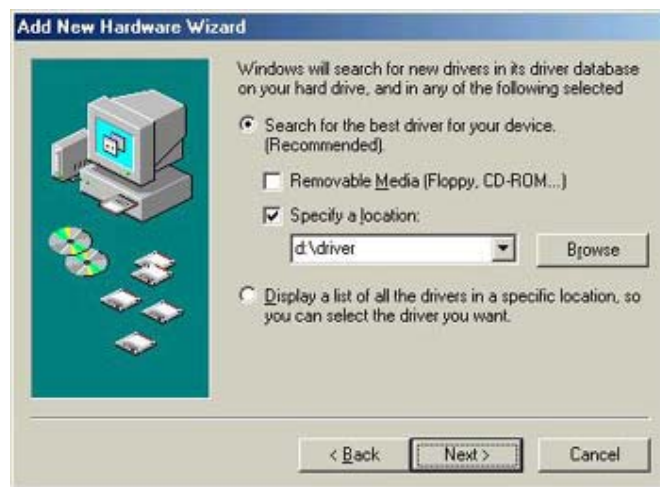 Add New Hardware Wizard
Windows will search for new drivers in its driver database
on your hard drive, and in any of the following selected
Search for the best driver for your device.
(Recommended).
Removable Media (Floppy, CD-ROM...)
Specify a location:
d:\driver
Browse
Display a list of all the drivers in a specific location, so
you can select the driver you want.
< Back
Next >
Cancel